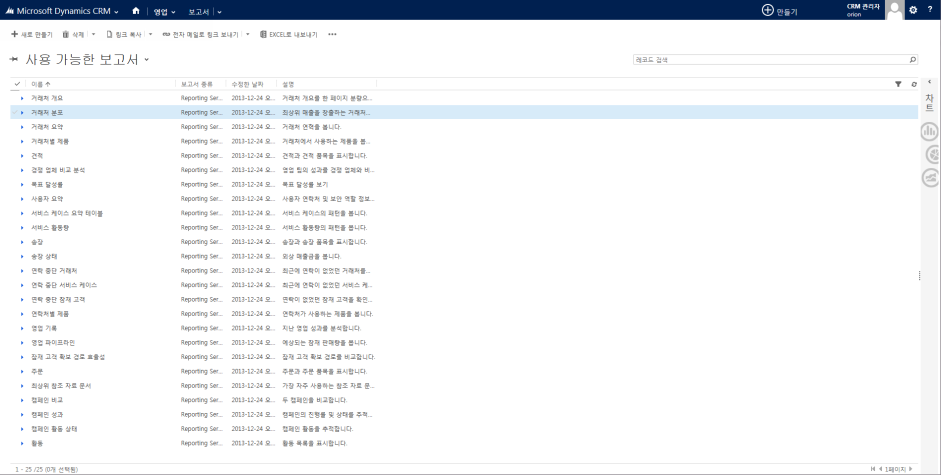 Microsoft Dynamics CRM 영업 보고서 만들기 CRM 관리자 orion ?
새로 만들기 삭제 링크 복사 전자 메일로 링크 보내기 EXCEL로 내보내기 •••
사용 가능한 보고서
레코드 검색
이름 보고서 종류 수정한 날짜 설명
거래처 개요 Reporting Ser... 2013-12-24 오... 거래처 개요를 한 페이지 분량으...
거래처 분포 Reporting Ser... 2013-12-24 오... 최상위 매출을 창출하는 거래처...
거래처 요약 Reporting Ser... 2013-12-24 오... 거래처 연혁을 봅니다.
거래처별 제품 Reporting Ser... 2013-12-24 오... 거래처에서 사용하는 제품을 봅...
견적 Reporting Ser... 2013-12-24 오... 견적과 견적 품목을 표시합니다.
경쟁 업체 비교 분석 Reporting Ser... 2013-12-24 오... 영업 팀의 성과를 경쟁 업체와 비...
목표 달성률 Reporting Ser... 2013-12-24 오... 목표 달성률 보기
사용자 요약 Reporting Ser... 2013-12-24 오... 사용자 연락처 및 보안 역할 정보...
서비스 케이스 요약 테이블 Reporting Ser... 2013-12-24 오... 서비스 케이스의 패턴을 봅니다.
서비스 활동량 Reporting Ser... 2013-12-24 오... 서비스 활동량의 패턴을 봅니다.
송장 Reporting Ser... 2013-12-24 오... 송장과 송장 품목을 표시합니다.
송장 상태 Reporting Ser... 2013-12-24 오... 외상 매출금을 봅니다.
연락 중단 거래처 Reporting Ser... 2013-12-24 오... 최근에 연락이 없었던 거래처를...
연락 중단 서비스 케이스 Reporting Ser... 2013-12-24 오... 최근에 연락이 없었던 서비스 케...
연락 중단 잠재 고객 Reporting Ser... 2013-12-24 오... 연락이 없었던 잠재 고객을 확인...
연락처별 제품 Reporting Ser... 2013-12-24 오... 연락처가 사용하는 제품을 봅니다.
영업 기록 Reporting Ser... 2013-12-24 오... 지난 영업 성과를 분석합니다.
영업 파이프라인 Reporting Ser... 2013-12-24 오... 예상되는 잠재 판매량을 봅니다.
잠재 고객 확보 경로 효율성 Reporting Ser... 2013-12-24 오... 잠재 고객 확보 경로를 비교합니다.
주문 Reporting Ser... 2013-12-24 오... 주문과 주문 품목을 표시합니다.
최상위 참조 자료 문서 Reporting Ser... 2013-12-24 오... 가장 자주 사용하는 참조 자료 문...
캠페인 비교 Reporting Ser... 2013-12-24 오... 두 캠페인을 비교합니다.
캠페인 성과 Reporting Ser... 2013-12-24 오... 캠페인의 진행률 및 상태를 추적...
캠페인 활동 상태 Reporting Ser... 2013-12-24 오... 캠페인 활동을 추적합니다.
활동 Reporting Ser... 2013-12-24 오... 활동 목록을 표시합니다.
차트
1 - 25 /25 (0개 선택됨) 1페이지